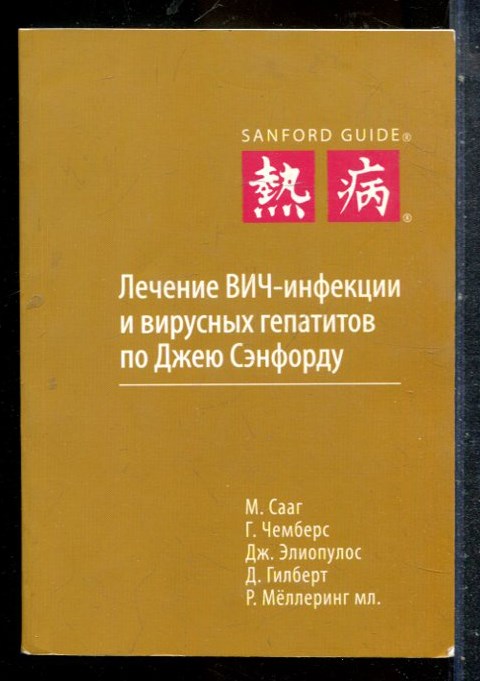 SANFORD GUIDE®
熱病®
Лечение ВИЧ-инфекции
и вирусных гепатитов
по Джею Сэнфорду
М. Сааг
Г. Чемберс
Дж. Элиопулос
Д. Гилберт
Р. Мёллеринг мл.